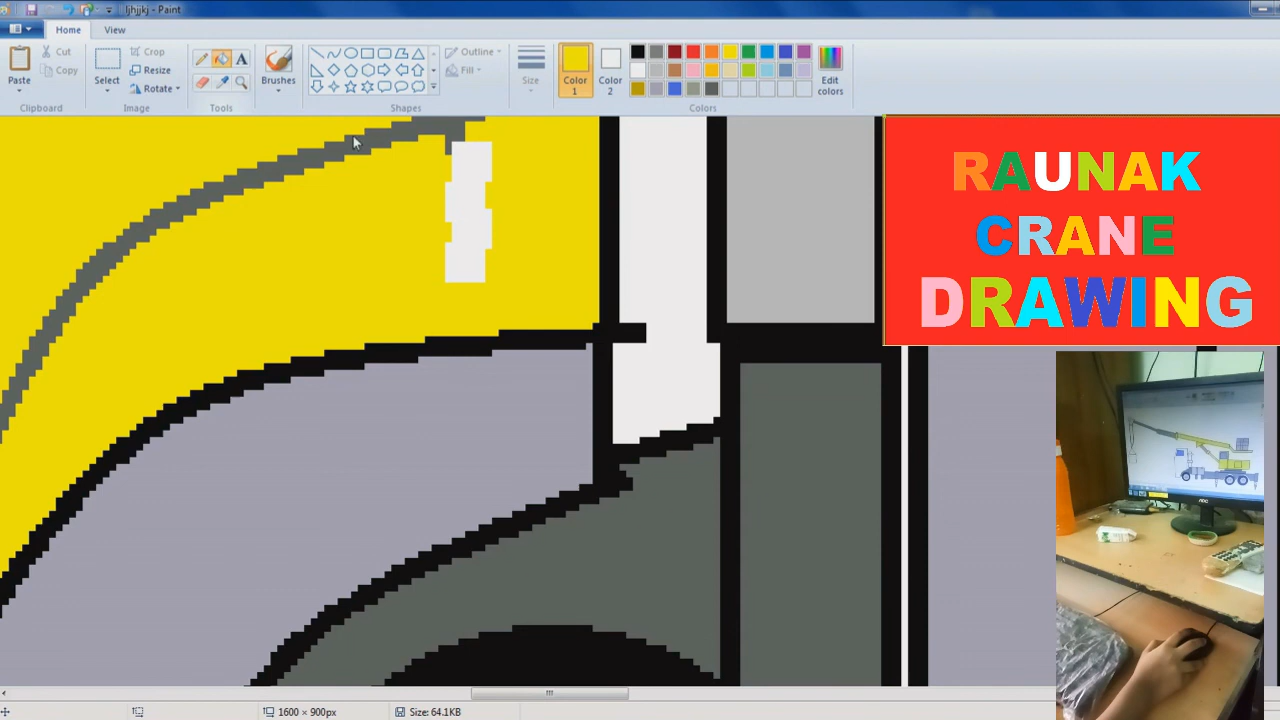 ljhjjkj - Paint
Home View
Paste
Cut
Copy
Clipboard
Select
Crop
Resize
Rotate
Image
A
Tools
Brushes
Outline
Fill
Shapes
Size
Color 1
Color 2
Edit colors
Colors
RAUNAK
CRANE
DRAWING
1600 × 900px
Size: 64.1KB